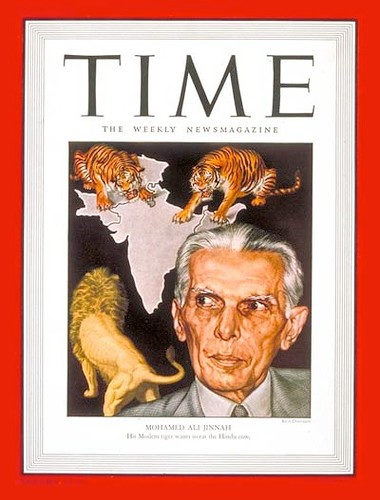 TIME
THE WEEKLY NEWSMAGAZINE
MOHAMED ALI JINNAH
His Moslem tiger wants to eat the Hindu cow.